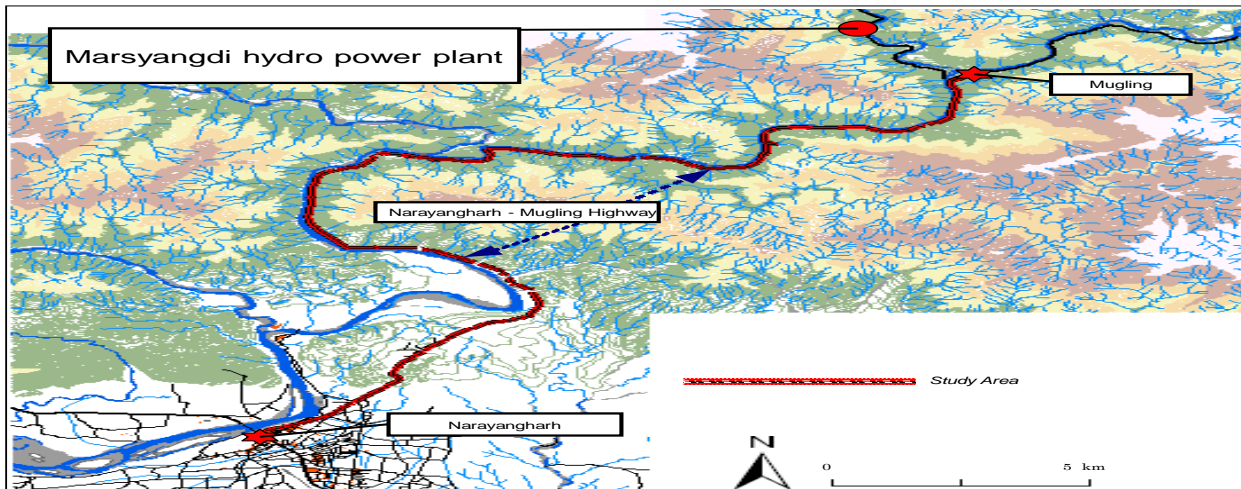 Marsyangdi hydro power plant
Mugling
Narayangharh - Mugling Highway
Study Area
Narayangharh
N
0 5 km